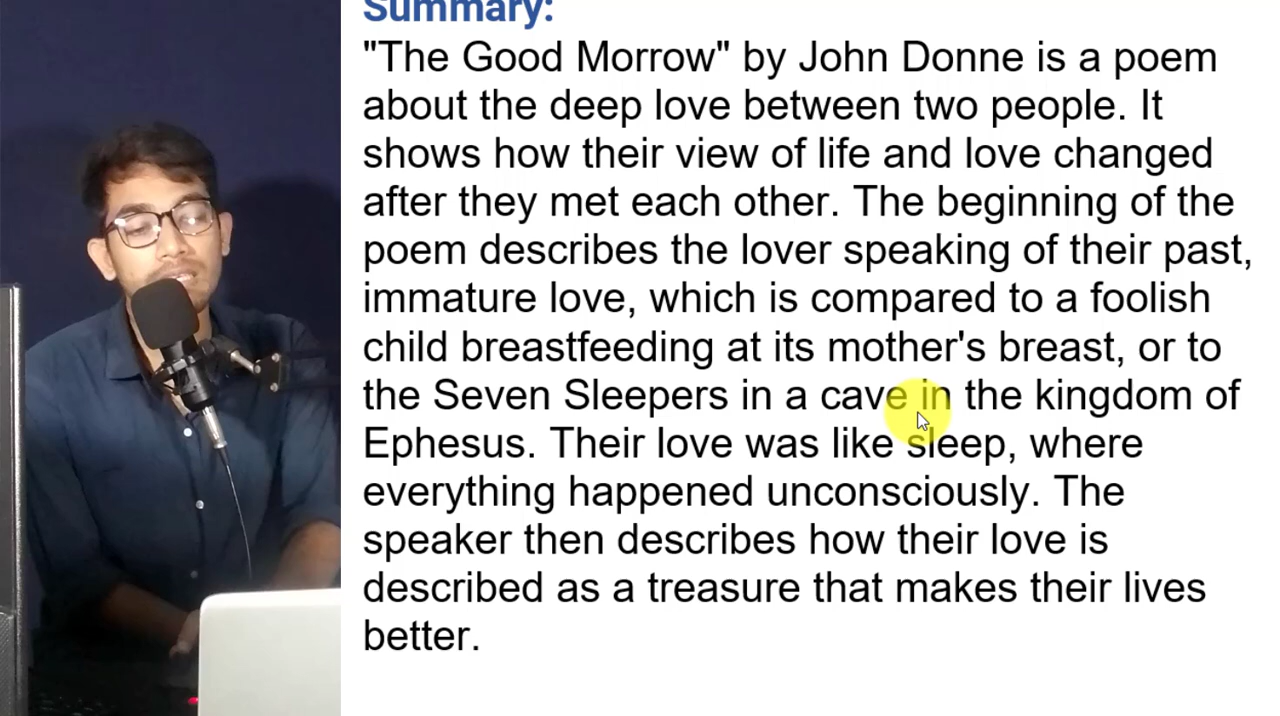 Summary:
"The Good Morrow" by John Donne is a poem
about the deep love between two people. It
shows how their view of life and love changed
after they met each other. The beginning of the
poem describes the lover speaking of their past,
immature love, which is compared to a foolish
child breastfeeding at its mother's breast, or to
the Seven Sleepers in a cave in the kingdom of
Ephesus. Their love was like sleep, where
everything happened unconsciously. The
speaker then describes how their love is
described as a treasure that makes their lives
better.